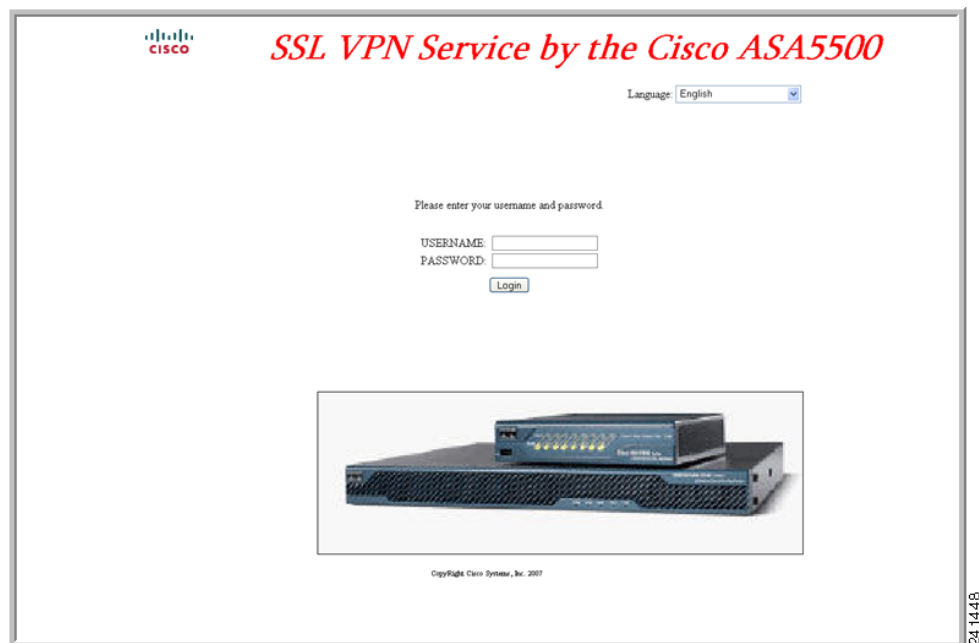 CISCO
SSL VPN Service by the Cisco ASA5500
Language: English
Please enter your username and password.
USERNAME:
PASSWORD:
Login
CopyRight Cisco Systems, Inc. 2007
241448